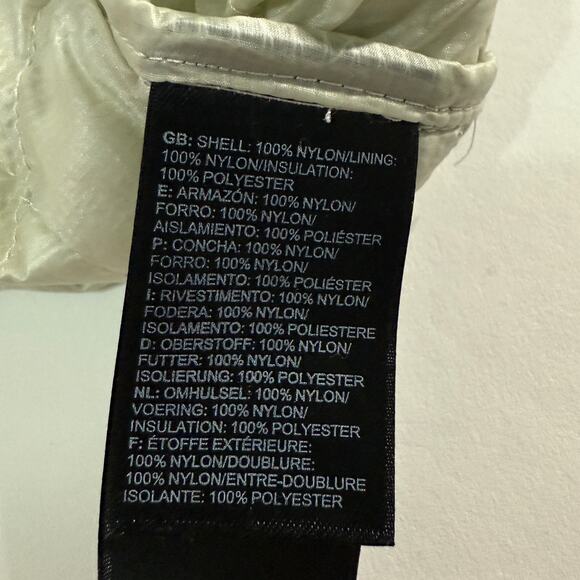 GB: SHELL: 100% NYLON/LINING:
100% NYLON/INSULATION:
100% POLYESTER
E: ARMAZÓN: 100% NYLON/
FORRO: 100% NYLON/
AISLAMIENTO: 100% POLIÉSTER
P: CONCHA: 100% NYLON/
FORRO: 100% NYLON/
ISOLAMENTO: 100% POLIÉSTER
I: RIVESTIMENTO: 100% NYLON/
FODERA: 100% NYLON/
ISOLAMENTO: 100% POLIESTERE
D: OBERSTOFF: 100% NYLON/
FUTTER: 100% NYLON/
ISOLIERUNG: 100% POLYESTER
NL: OMHULSEL: 100% NYLON/
VOERING: 100% NYLON/
INSULATION: 100% POLYESTER
F: ÉTOFFE EXTÉRIEURE:
100% NYLON/DOUBLURE:
100% NYLON/ENTRE-DOUBLURE
ISOLANTE: 100% POLYESTER